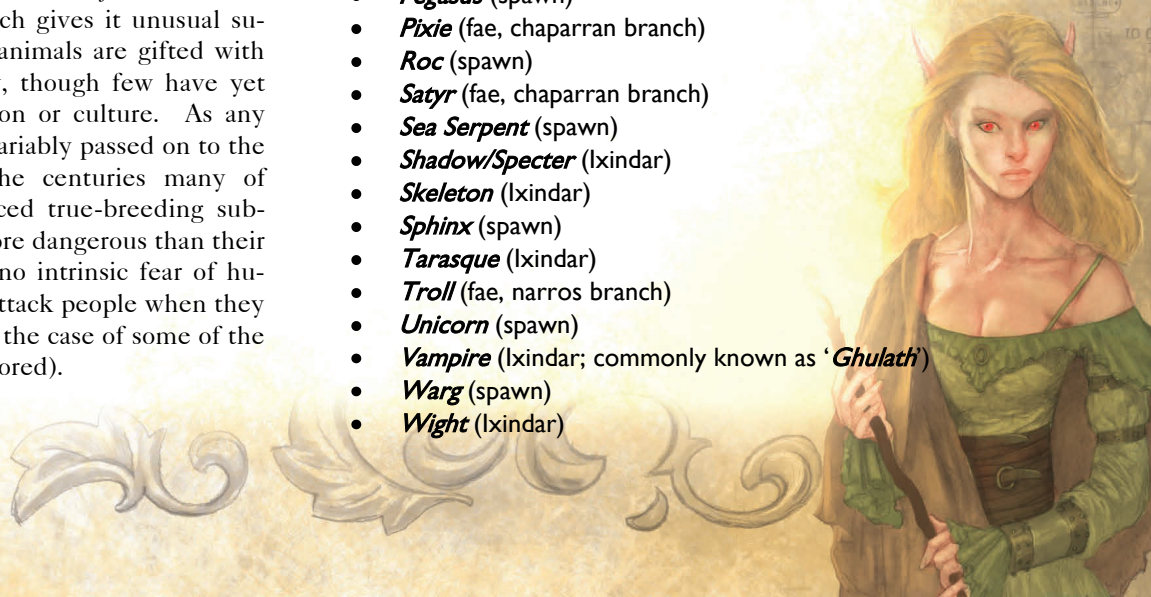 ch gives it unusual su-
animals are gifted with
, though few have yet
on or culture. As any
ariably passed on to the
he centuries many of
ced true-breeding sub-
ore dangerous than their
no intrinsic fear of hu-
ttack people when they
the case of some of the
ored).
• Pegasus (spawn)
• Pixie (fae, chaparran branch)
• Roc (spawn)
• Satyr (fae, chaparran branch)
• Sea Serpent (spawn)
• Shadow/Specter (Ixindar)
• Skeleton (Ixindar)
• Sphinx (spawn)
• Tarasque (Ixindar)
• Troll (fae, narros branch)
• Unicorn (spawn)
• Vampire (Ixindar; commonly known as ‘Ghulath’)
• Warg (spawn)
• Wight (Ixindar)